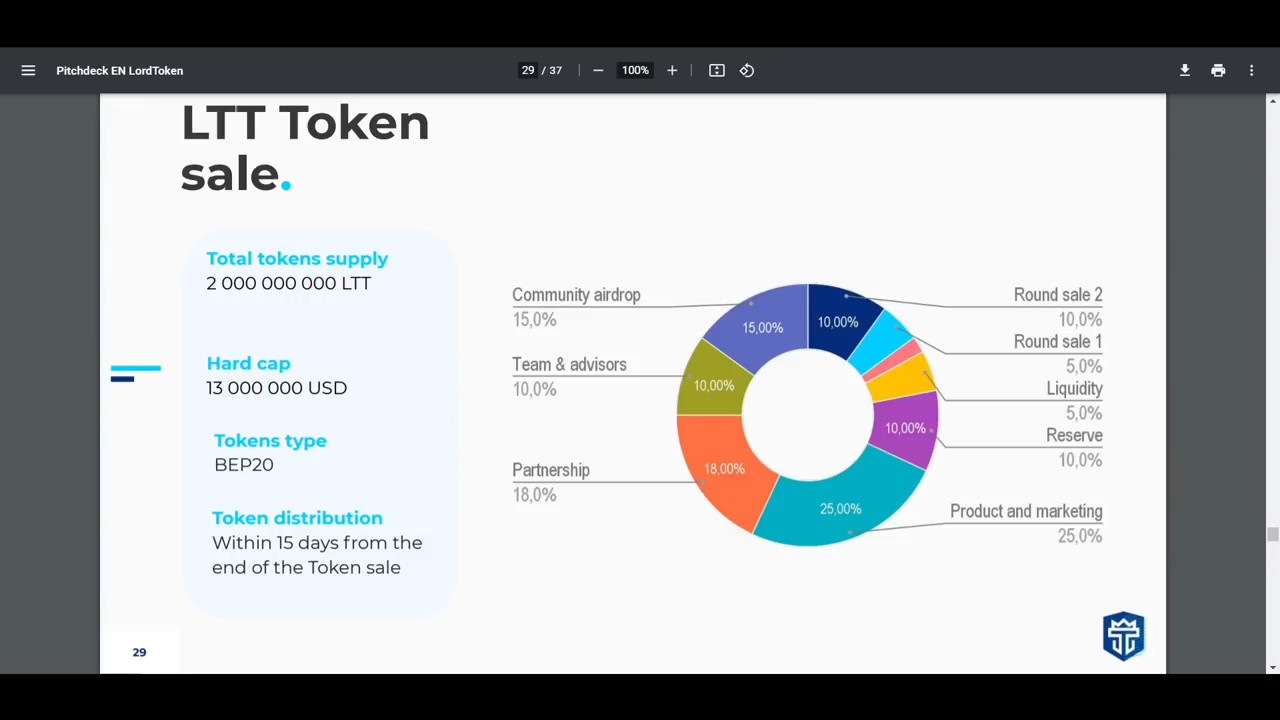 Pitchdeck EN LordToken
29 / 37
100%
LTT Token
sale.
Total tokens supply
2 000 000 000 LTT
Hard cap
13 000 000 USD
Tokens type
BEP20
Token distribution
Within 15 days from the
end of the Token sale
Community airdrop
15,0%
Team & advisors
10,0%
Partnership
18,0%
15,00%
10,00%
10,00%
10,00%
18,00%
25,00%
Round sale 2
10,0%
Round sale 1
5,0%
Liquidity
5,0%
Reserve
10,0%
Product and marketing
25,0%
29